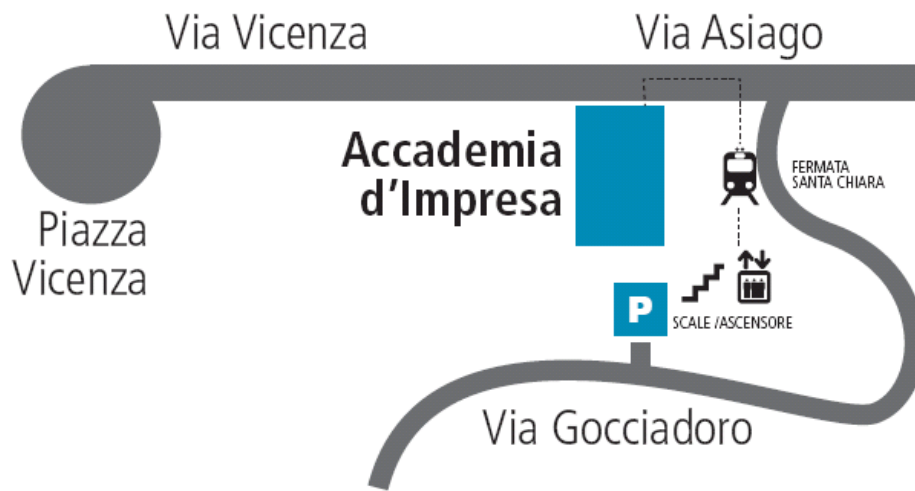 Via Vicenza
Via Asiago
Accademia
d'Impresa
FERMATA
SANTA CHIARA
Piazza
Vicenza
P
SCALE /ASCENSORE
Via Gocciadoro